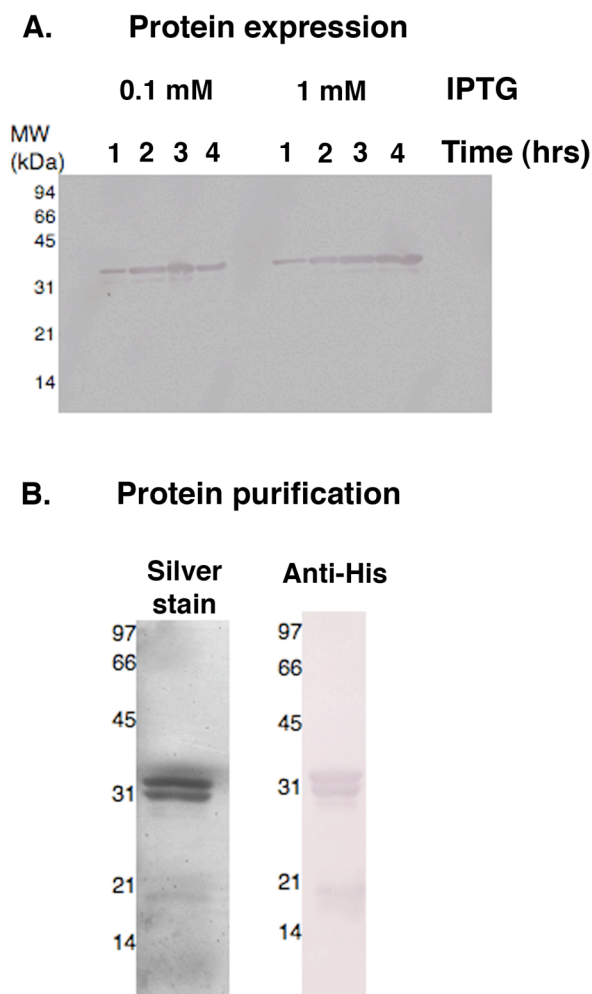 A. Protein expression
0.1 mM 1 mM IPTG
MW
(kDa) 1 2 3 4 1 2 3 4 Time (hrs)
94
66
45
31
21
14
B. Protein purification
Silver
stain
Anti-His
97
66
45
31
21
14
97
66
45
31
21
14